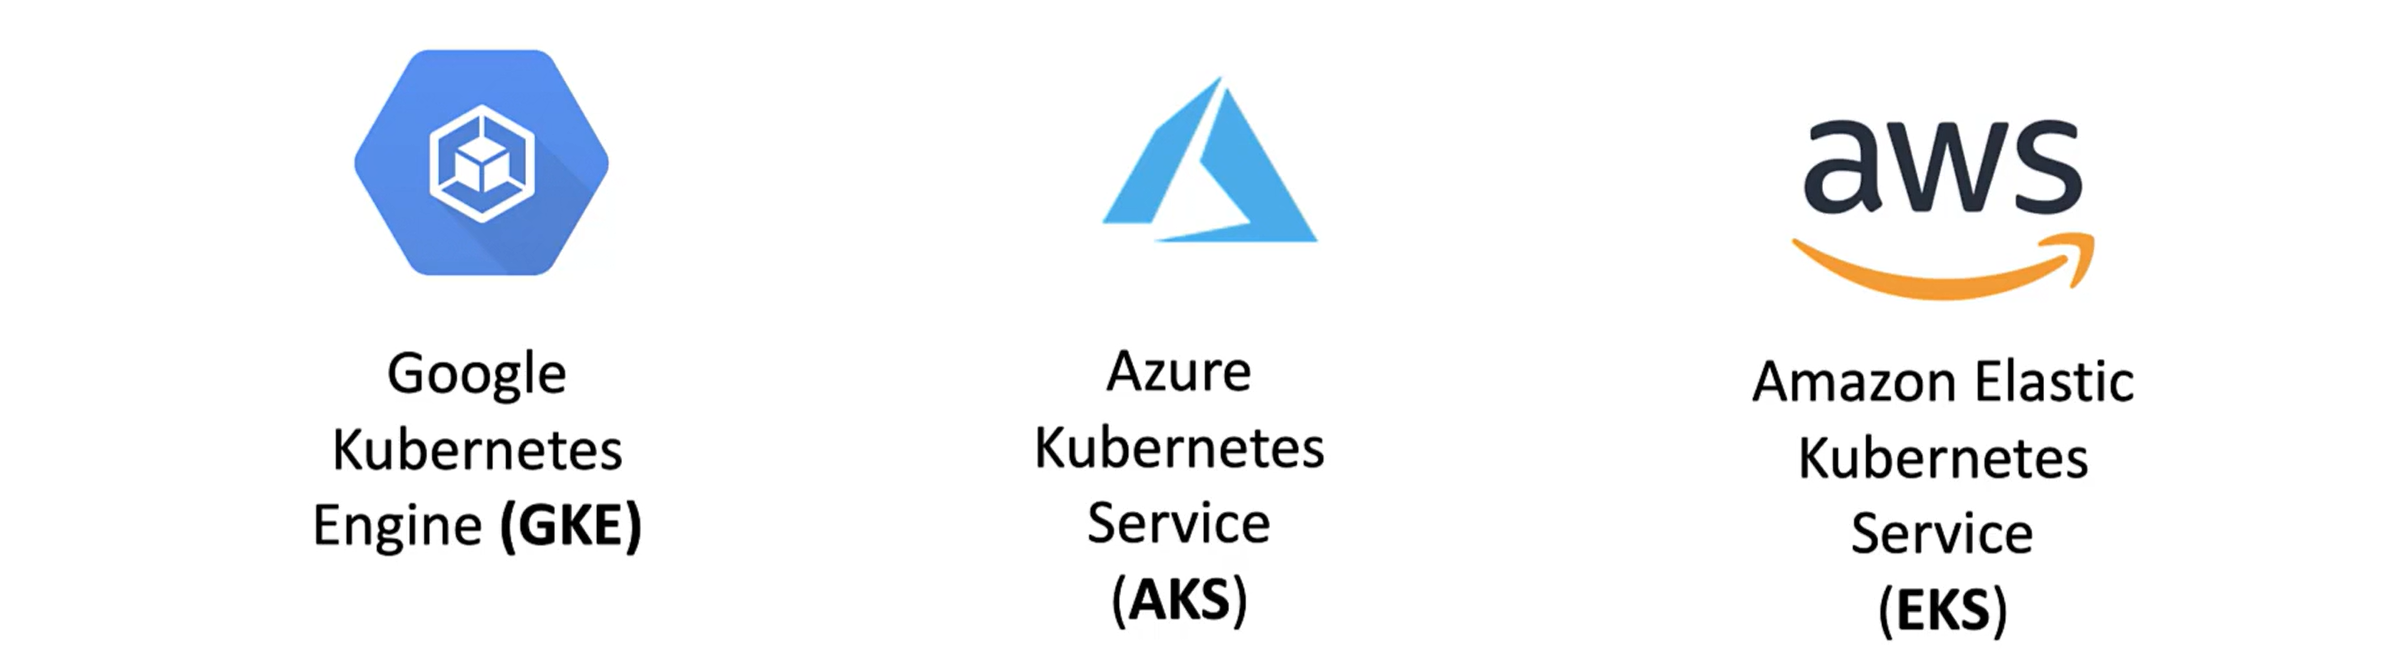 Google
Kubernetes
Engine (GKE)
Azure
Kubernetes
Service
(AKS)
aws
Amazon Elastic
Kubernetes
Service
(EKS)